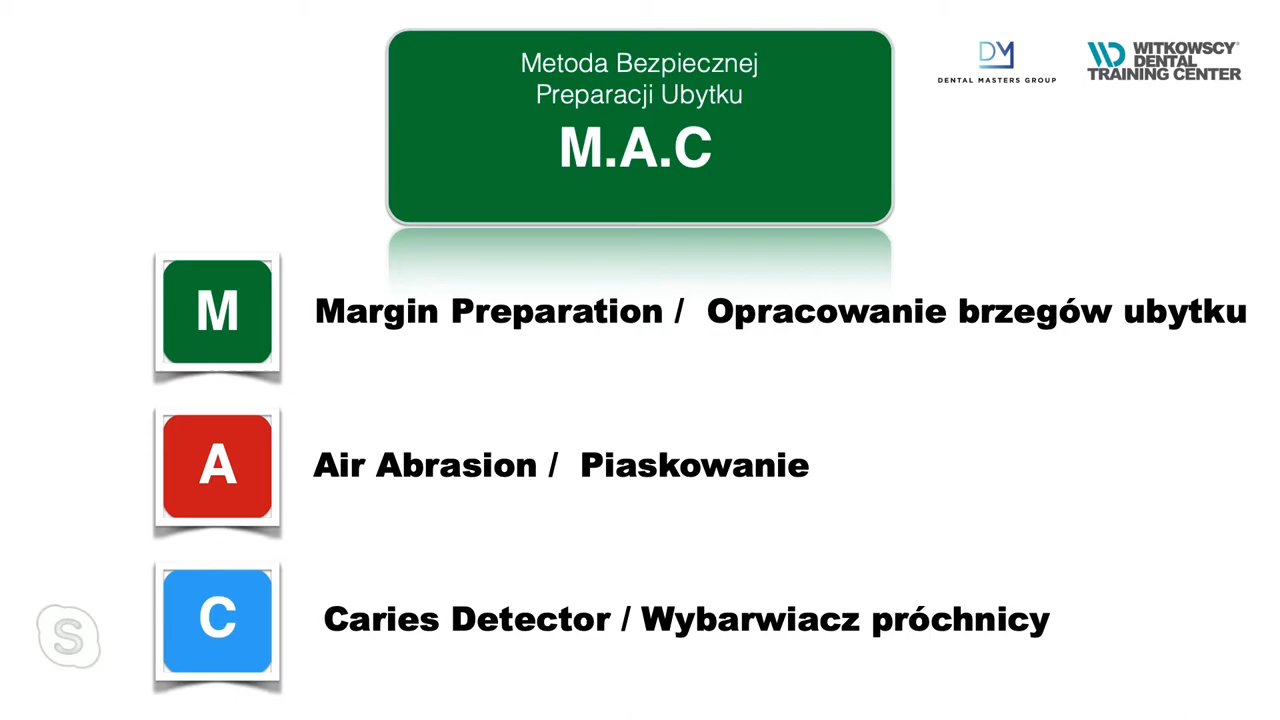 Metoda Bezpiecznej
Preparacji Ubytku
M.A.C
DM
DENTAL MASTERS GROUP
WD WITKOWSCY®
DENTAL
TRAINING CENTER
M
Margin Preparation / Opracowanie brzegów ubytku
A
Air Abrasion / Piaskowanie
C
Caries Detector / Wybarwiacz próchnicy
S